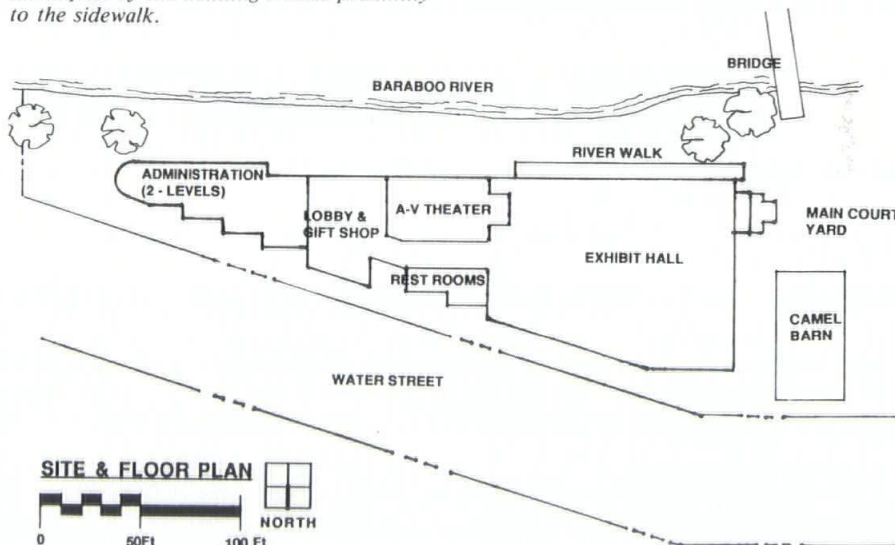 to the sidewalk.
BRIDGE
BARABOO RIVER
RIVER WALK
ADMINISTRATION
(2 - LEVELS)
LOBBY &
GIFT SHOP
A-V THEATER
MAIN COURT
YARD
EXHIBIT HALL
REST ROOMS
CAMEL
BARN
WATER STREET
SITE & FLOOR PLAN
NORTH
0 50Ft 100 Ft